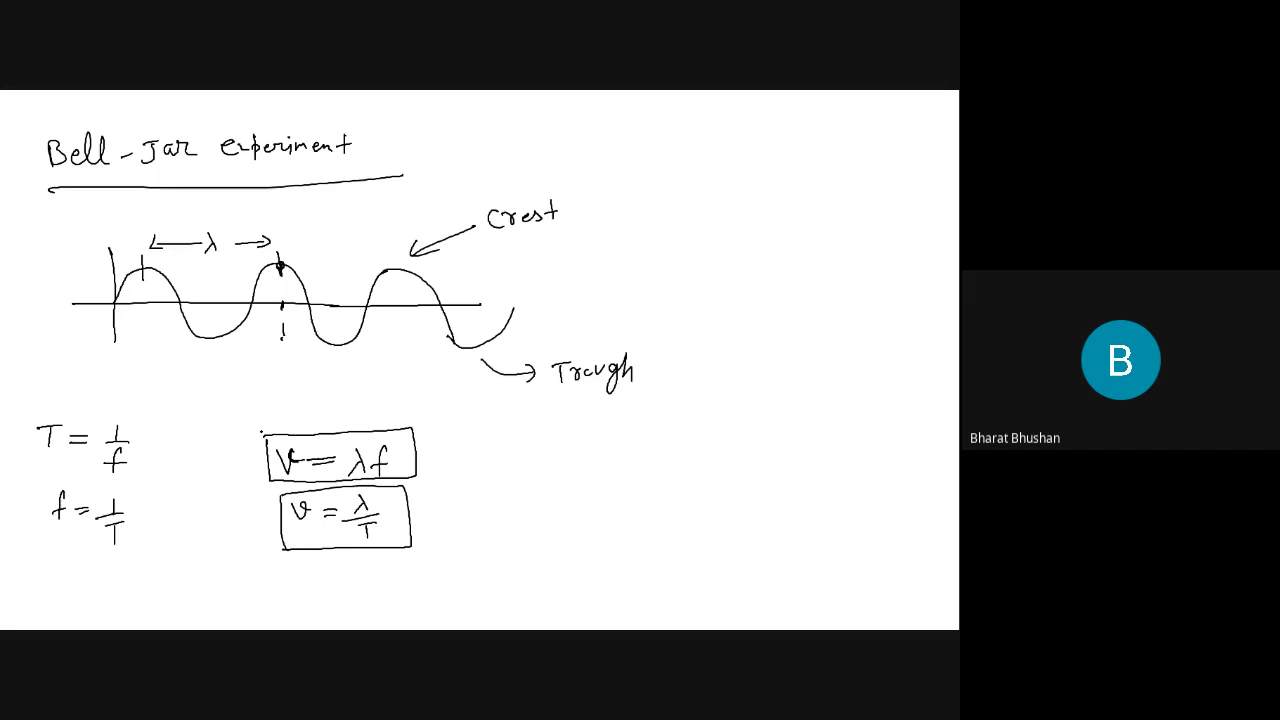 Bell-Jar experiment
λ
Crest
Trough
T = 1/f
v = λf
f = 1/T
v = λ/T
B
Bharat Bhushan